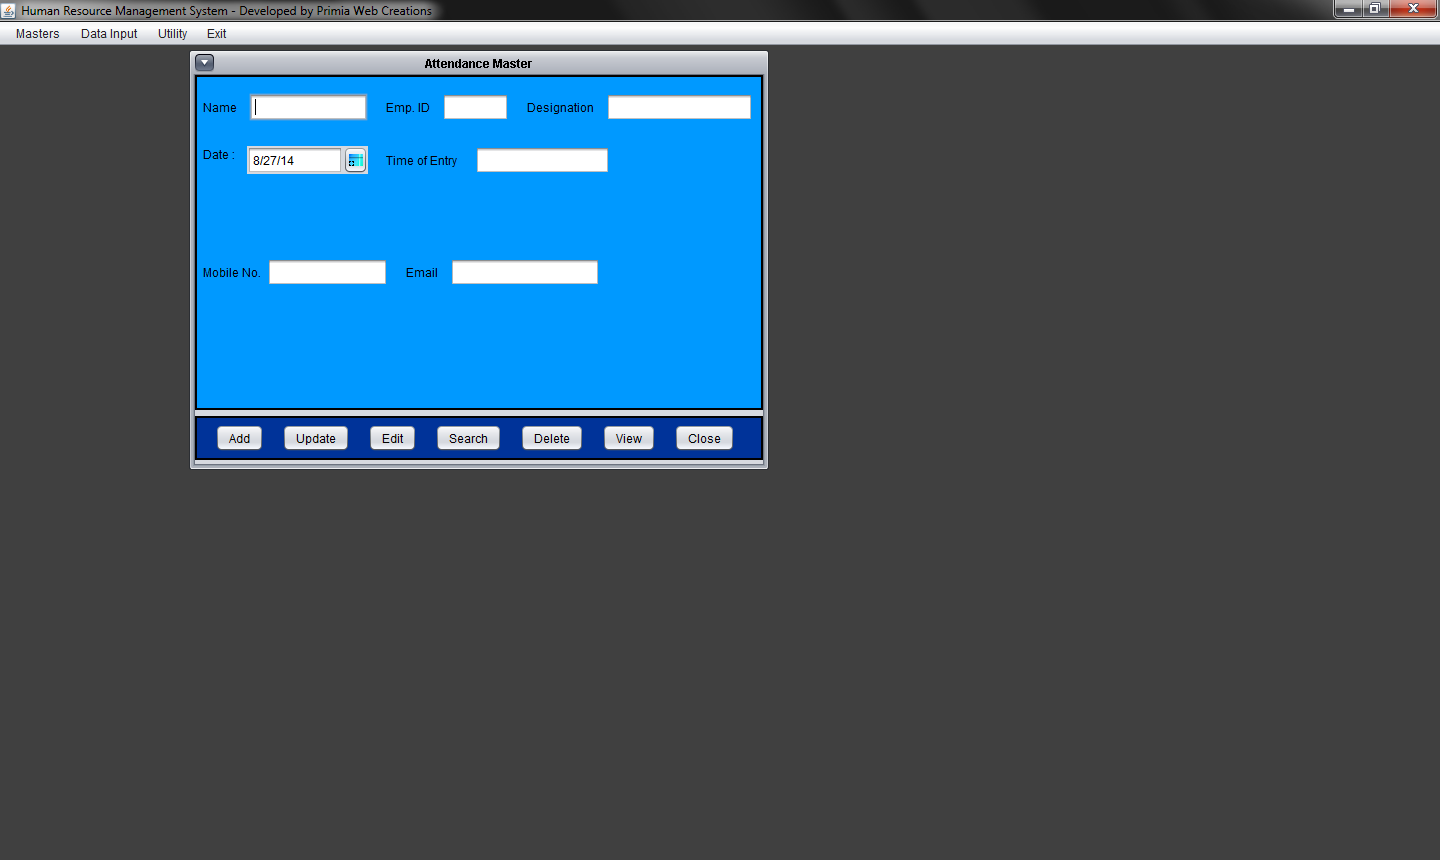 Human Resource Management System - Developed by Primia Web Creations
Masters Data Input Utility Exit
Attendance Master
Name Emp. ID Designation
Date : 8/27/14 Time of Entry
Mobile No. Email
Add Update Edit Search Delete View Close